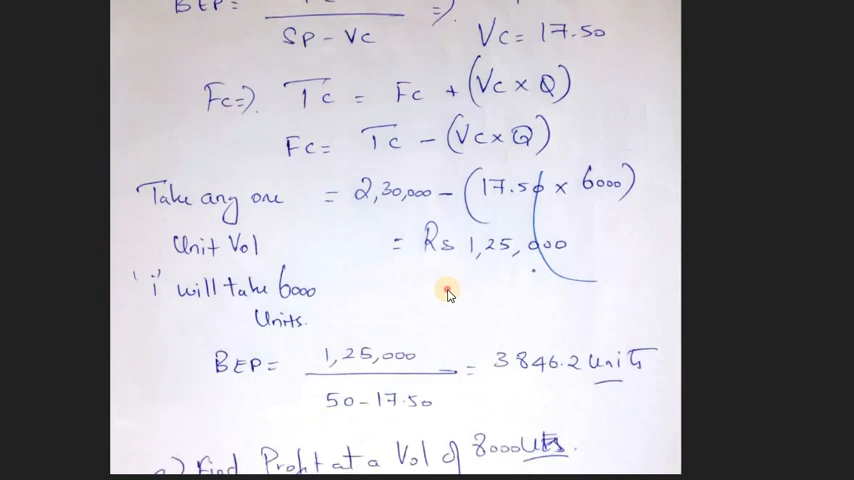 BEP =
SP - VC => VC = 17.50
FC => TC = FC + (VC x Q)
FC = TC - (VC x Q)
Take any one = 2,30,000 - (17.50 x 6000)
Unit Vol = Rs 1,25,000
"i" will take 6000
Units.
BEP = 1,25,000 = 3846.2 Units
50 - 17.50
Find Profit at a Vol of 8000